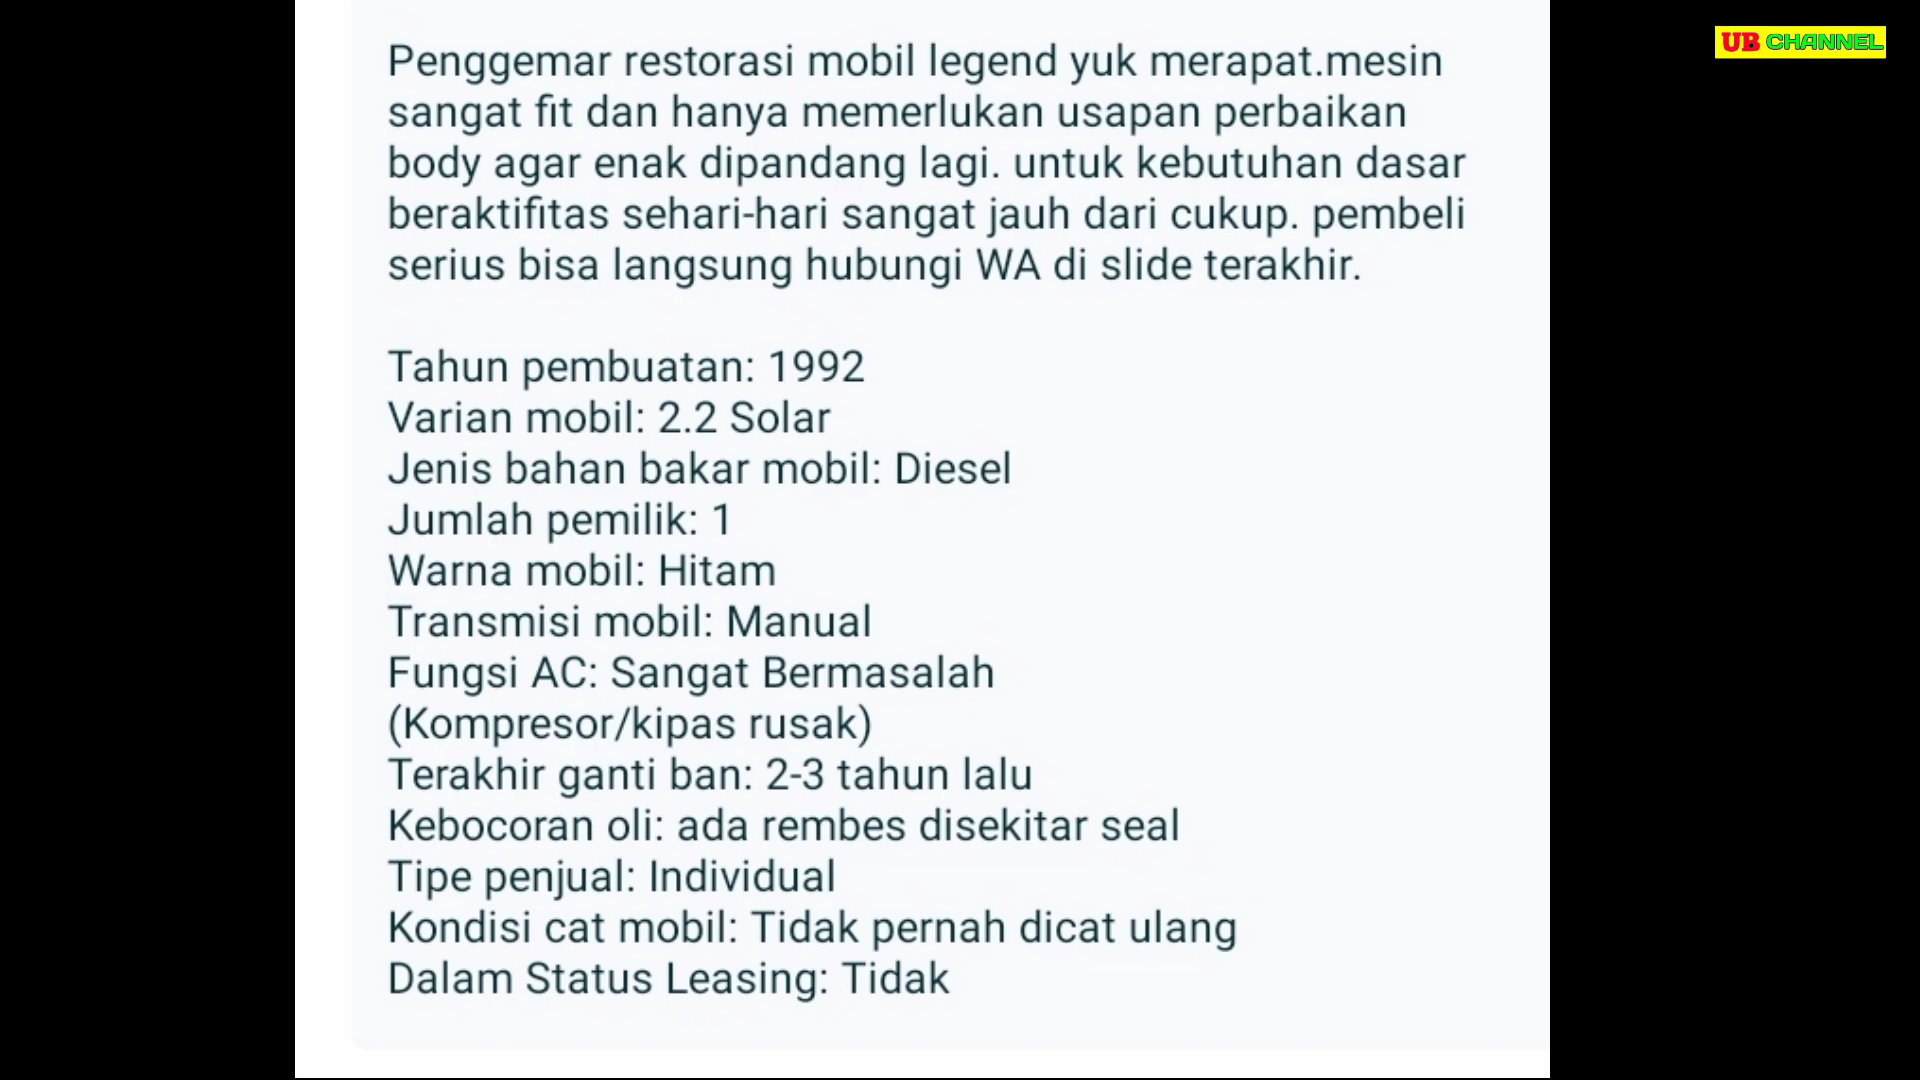 UB CHANNEL
Penggemar restorasi mobil legend yuk merapat.mesin
sangat fit dan hanya memerlukan usapan perbaikan
body agar enak dipandang lagi. untuk kebutuhan dasar
beraktifitas sehari-hari sangat jauh dari cukup. pembeli
serius bisa langsung hubungi WA di slide terakhir.
Tahun pembuatan: 1992
Varian mobil: 2.2 Solar
Jenis bahan bakar mobil: Diesel
Jumlah pemilik: 1
Warna mobil: Hitam
Transmisi mobil: Manual
Fungsi AC: Sangat Bermasalah
(Kompresor/kipas rusak)
Terakhir ganti ban: 2-3 tahun lalu
Kebocoran oli: ada rembes disekitar seal
Tipe penjual: Individual
Kondisi cat mobil: Tidak pernah dicat ulang
Dalam Status Leasing: Tidak